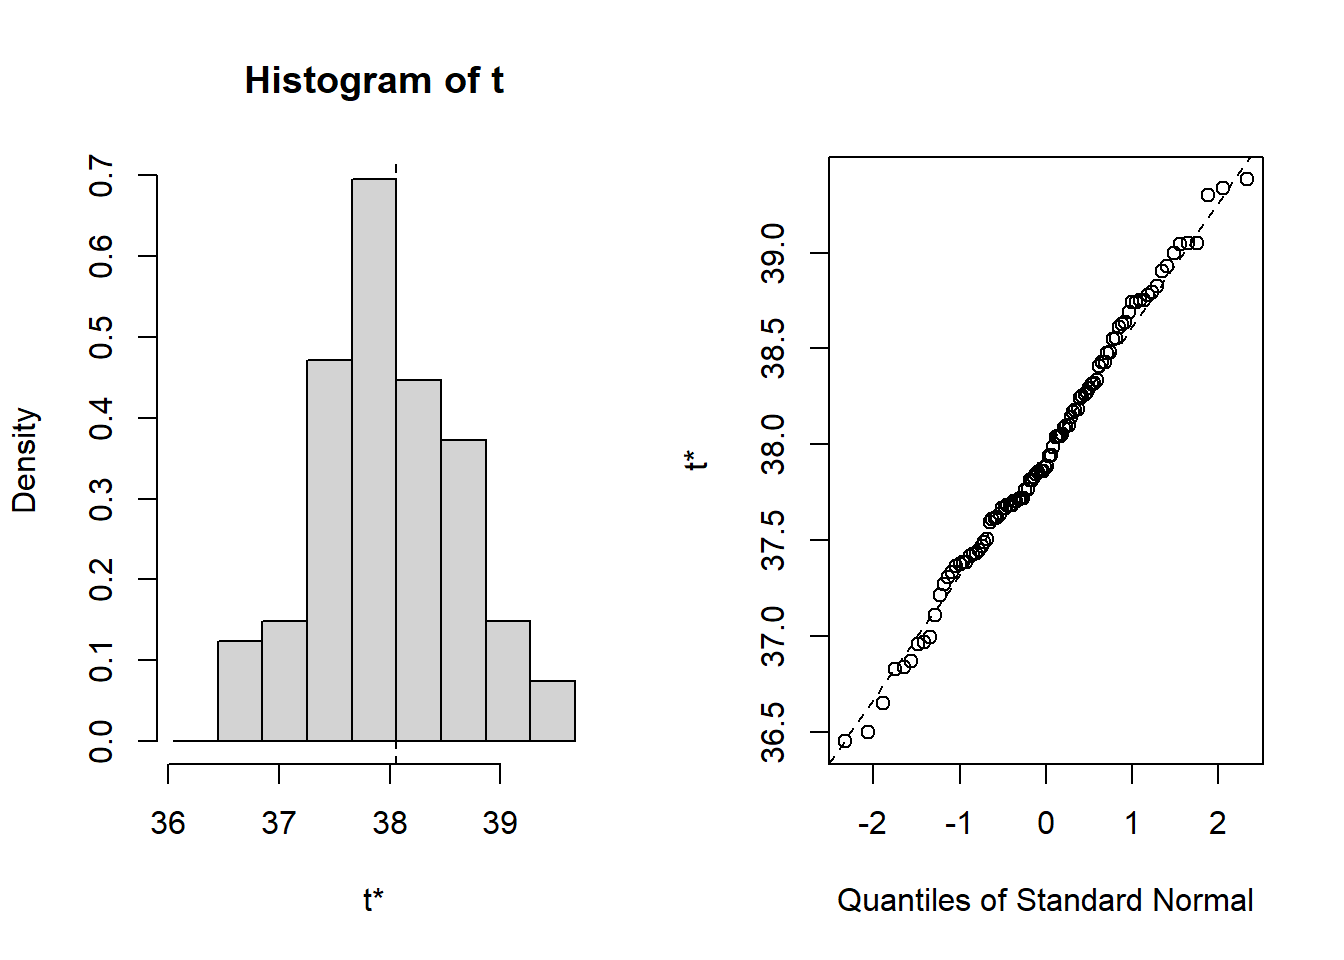 Histogram of t
Density
0.0 0.1 0.2 0.3 0.4 0.5 0.6 0.7
36 37 38 39
t*
t*
36.5 37.0 37.5 38.0 38.5 39.0
-2 -1 0 1 2
Quantiles of Standard Normal